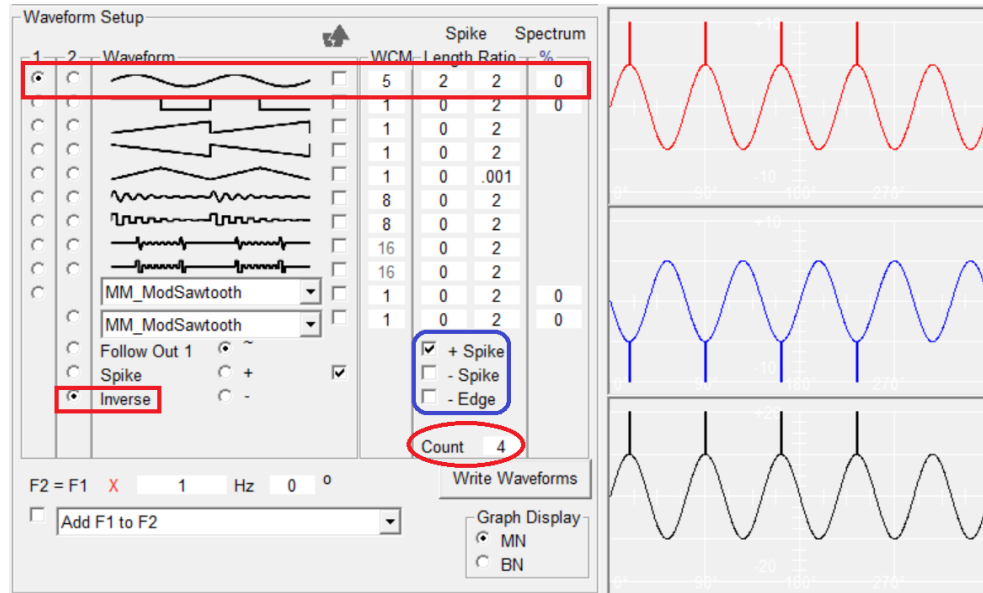 Waveform Setup
Spike Spectrum
1 2 Waveform WCM Length Ratio %
5 2 2 0
1 0 2 0
1 0 2
1 0 2
1 0 .001
8 0 2
8 0 2
16 0 2
16 0 2
MM_ModSawtooth 1 0 2 0
MM_ModSawtooth 1 0 2 0
Follow Out 1 ~
+ Spike
Spike +
- Spike
Inverse -
- Edge
Count 4
F2 = F1 X 1 Hz 0 º
Write Waveforms
Add F1 to F2
Graph Display
MN
BN
-10
0° 90° 180° 270°
+10
-10
0° 90° 180° 270°
+2
-20
0° 90° 180° 270°